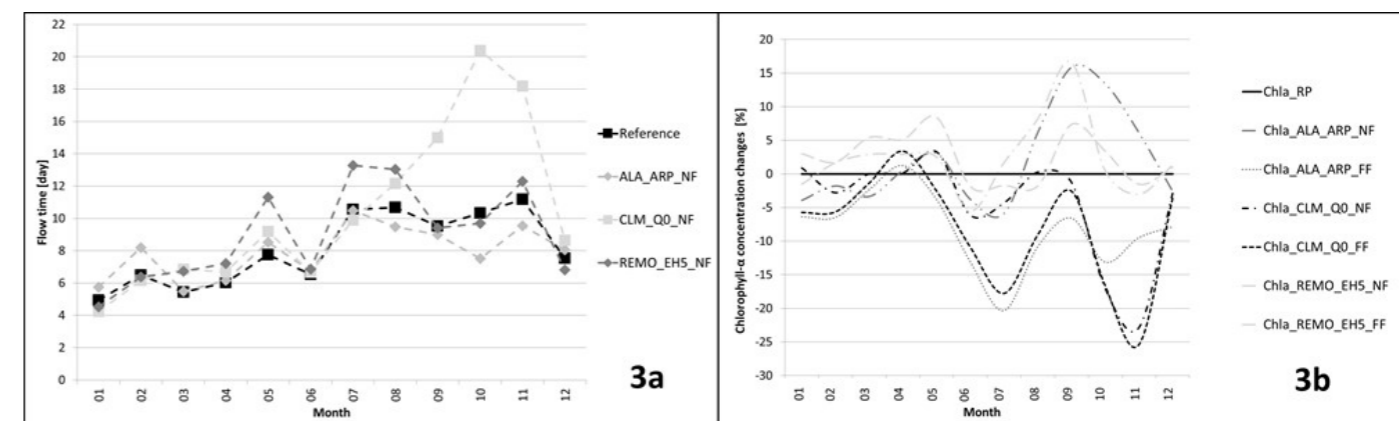 22
20
18
16
14
12
10
8
6
4
2
0
Flow time [day]
01
02
03
04
05
06
07
08
09
10
11
12
Month
Reference
ALA_ARP_NF
CLM_Q0_NF
REMO_EH5_NF
3a
20
15
10
5
0
-5
-10
-15
-20
-25
-30
Chlorophyll-α concentration changes [%]
01
02
03
04
05
06
07
08
09
10
11
12
Month
Chla_RP
Chla_ALA_ARP_NF
Chla_ALA_ARP_FF
Chla_CLM_Q0_NF
Chla_CLM_Q0_FF
Chla_REMO_EH5_NF
Chla_REMO_EH5_FF
3b